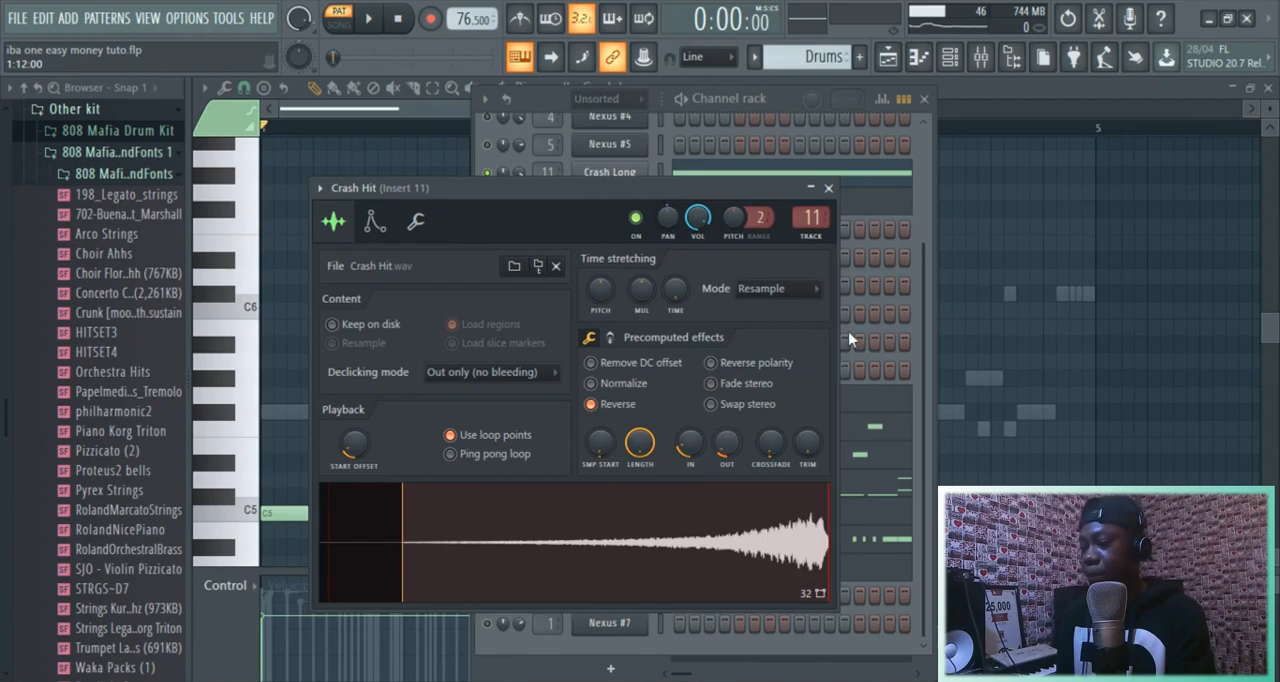 FILE EDIT ADD PATTERNS VIEW OPTIONS TOOLS HELP
PAT
SONG
76.500
3.2.
0:00:00
M:S:CS
46
744 MB
0
iba one easy money tuto.flp
1:12:00
Line
Drums
28/04 FL
STUDIO 20.7 Rel..
Browser - Snap 1
Unsorted
Channel rack
Other kit
808 Mafia Drum Kit
808 Mafia..ndFonts 1
808 Mafi..ndFonts
198_Legato_strings
702-Buena..t_Marshall
Arco Strings
Choir Ahhs
Choir Flor..hh (767KB)
Concerto C..(2,261KB)
Crunk [moo..th.sustain
HITSET3
HITSET4
Orchestra Hits
Papelmedi..s_Tremolo
philharmonic2
Piano Korg Triton
Pizzicato (2)
Proteus2 bells
Pyrex Strings
RolandMarcatoStrings
RolandNicePiano
RolandOrchestralBrass
SJO - Violin Pizzicato
STRGS~D7
Strings Kur..hz (973KB)
Strings Lega..org Triton
Trumpet La..s (691KB)
Waka Packs (1)
C6
C5
C5
Control
5
4
Nexus #4
5
Nexus #5
11
Crash Long
Crash Hit (Insert 11)
ON
PAN
VOL
PITCH
RANGE
2
11
TRACK
File Crash Hit.wav
Content
Keep on disk
Load regions
Resample
Load slice markers
Declicking mode
Out only (no bleeding)
Playback
START OFFSET
Use loop points
Ping pong loop
Time stretching
PITCH
MUL
TIME
Mode
Resample
Precomputed effects
Remove DC offset
Reverse polarity
Normalize
Fade stereo
Reverse
Swap stereo
SMP START
LENGTH
IN
OUT
CROSSFADE
TRIM
32
1
Nexus #7
25,000